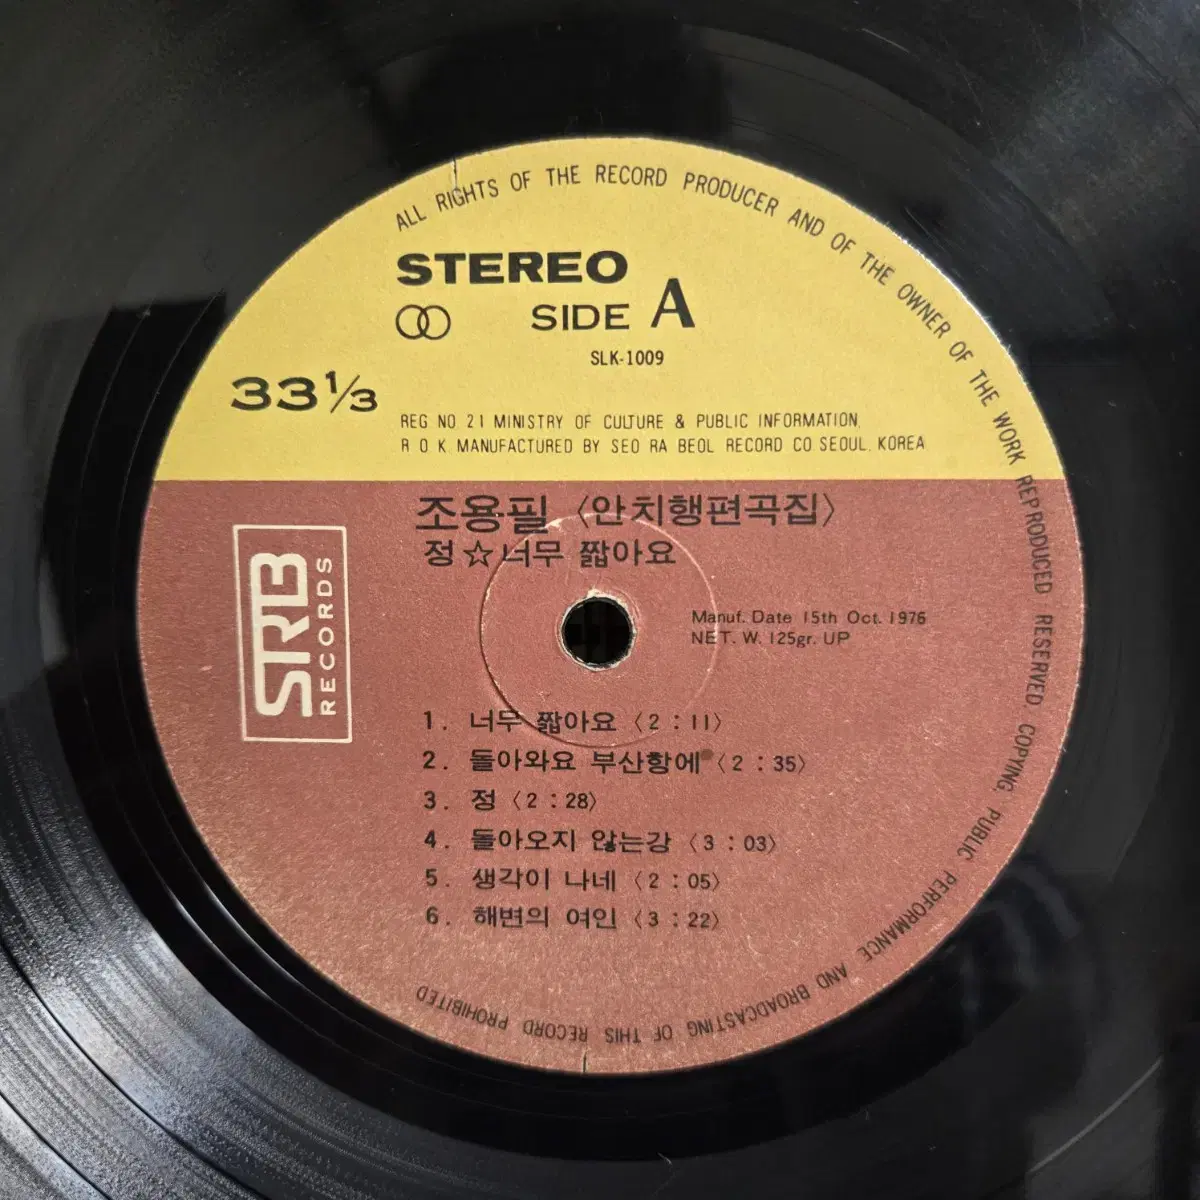 ALL RIGHTS OF THE RECORD PRODUCER AND OF THE OWNER OF THE WORK REPRODUCED RESERVED COPYING, PUBLIC PERFORMANCE AND BROADCASTING OF THIS RECORD PROHIBITED
STEREO
SIDE A
SLK-1009
33 1/3
REG NO 21 MINISTRY OF CULTURE & PUBLIC INFORMATION,
R O K. MANUFACTURED BY SEO RA BEOL RECORD CO SEOUL, KOREA
조용필 〈안치행편곡집〉
정☆너무 짧아요
SRB
RECORDS
Manuf. Date 15th Oct. 1976
NET. W. 125gr. UP
1. 너무 짧아요 〈2 : 11〉
2. 돌아와요 부산항에 〈2 : 35〉
3. 정 〈2 : 28〉
4. 돌아오지 않는강 〈3 : 03〉
5. 생각이 나네 〈2 : 05〉
6. 해변의 여인 〈3 : 22〉